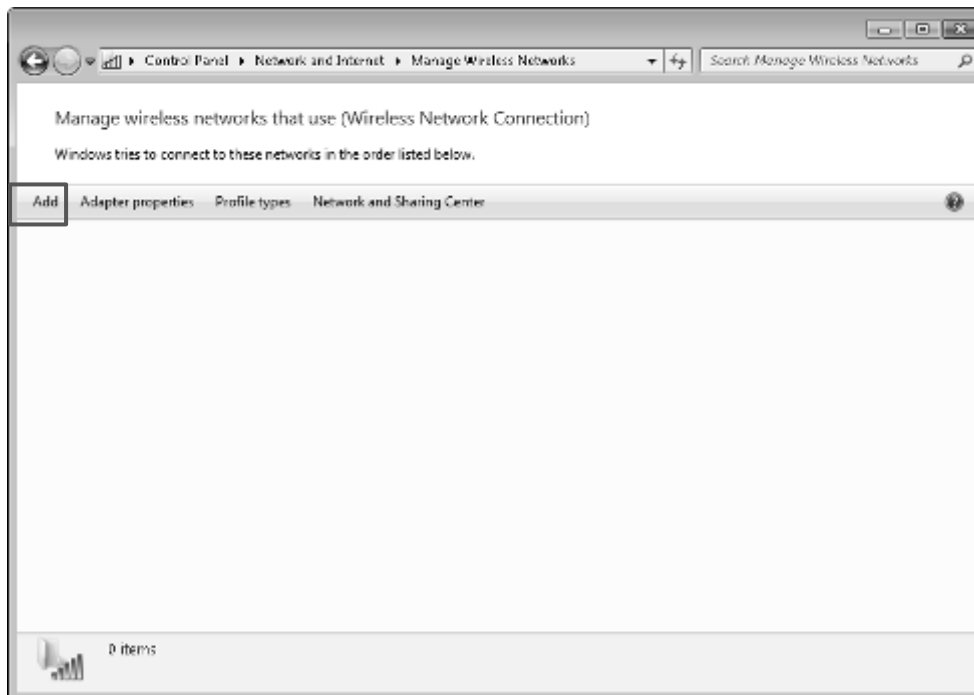 Control Panel ▸ Network and Internet ▸ Manage Wireless Networks
Search Manage Wireless Networks
Manage wireless networks that use (Wireless Network Connection)
Windows tries to connect to these networks in the order listed below.
Add Adapter properties Profile types Network and Sharing Center
0 items